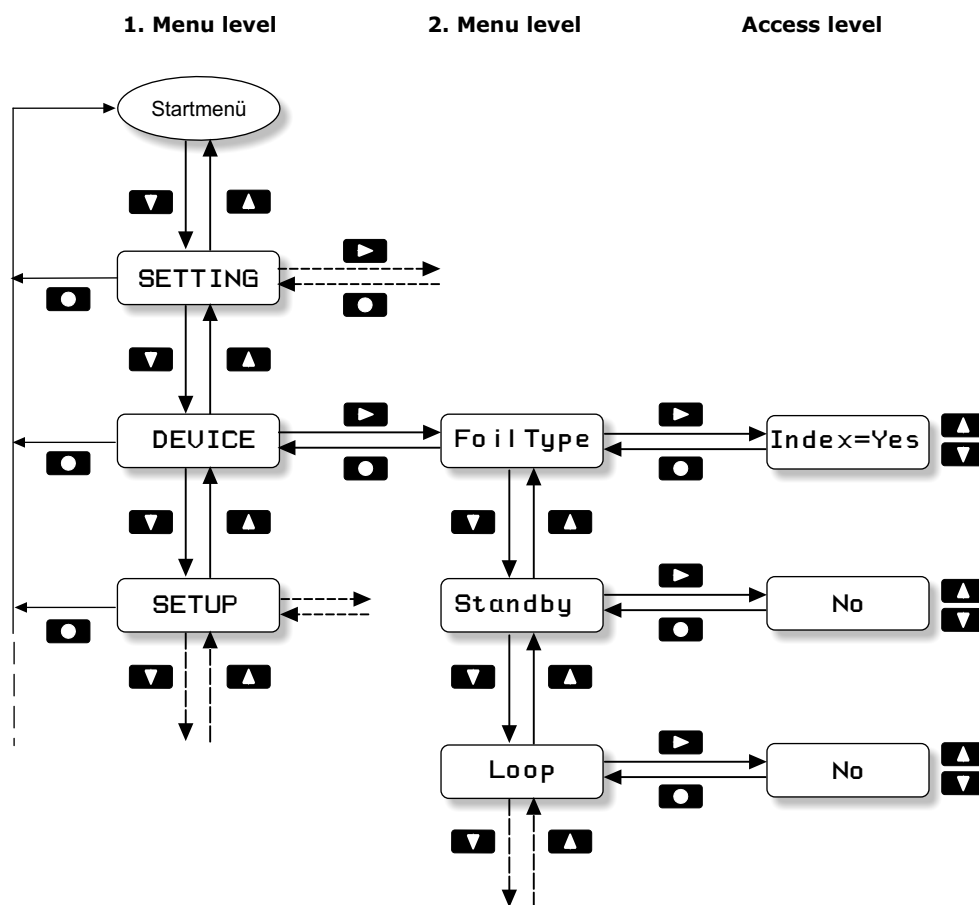 1. Menu level
2. Menu level
Access level
Startmenü
SETTING
DEVICE
FoilType
Index=Yes
SETUP
Standby
No
Loop
No